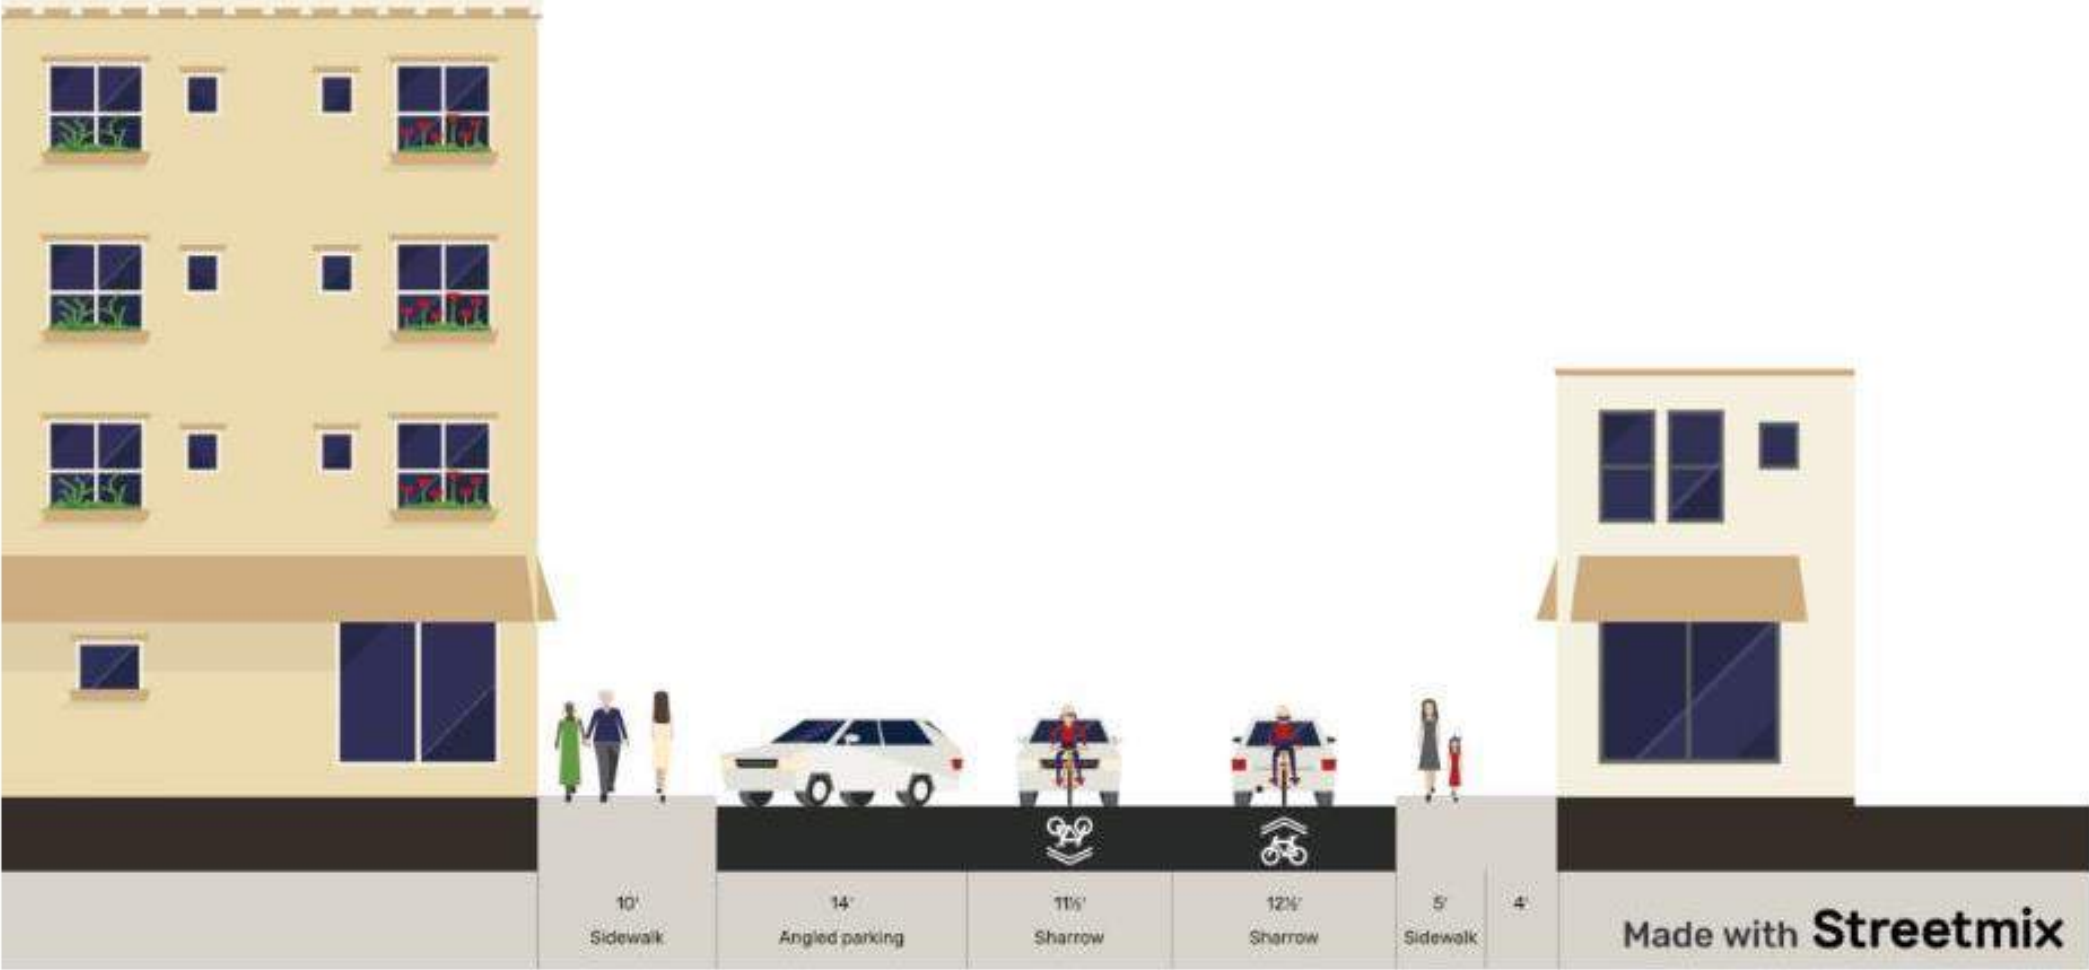 10'
Sidewalk
14'
Angled parking
11½'
Sharrow
12½'
Sharrow
5'
Sidewalk
4'
Made with Streetmix